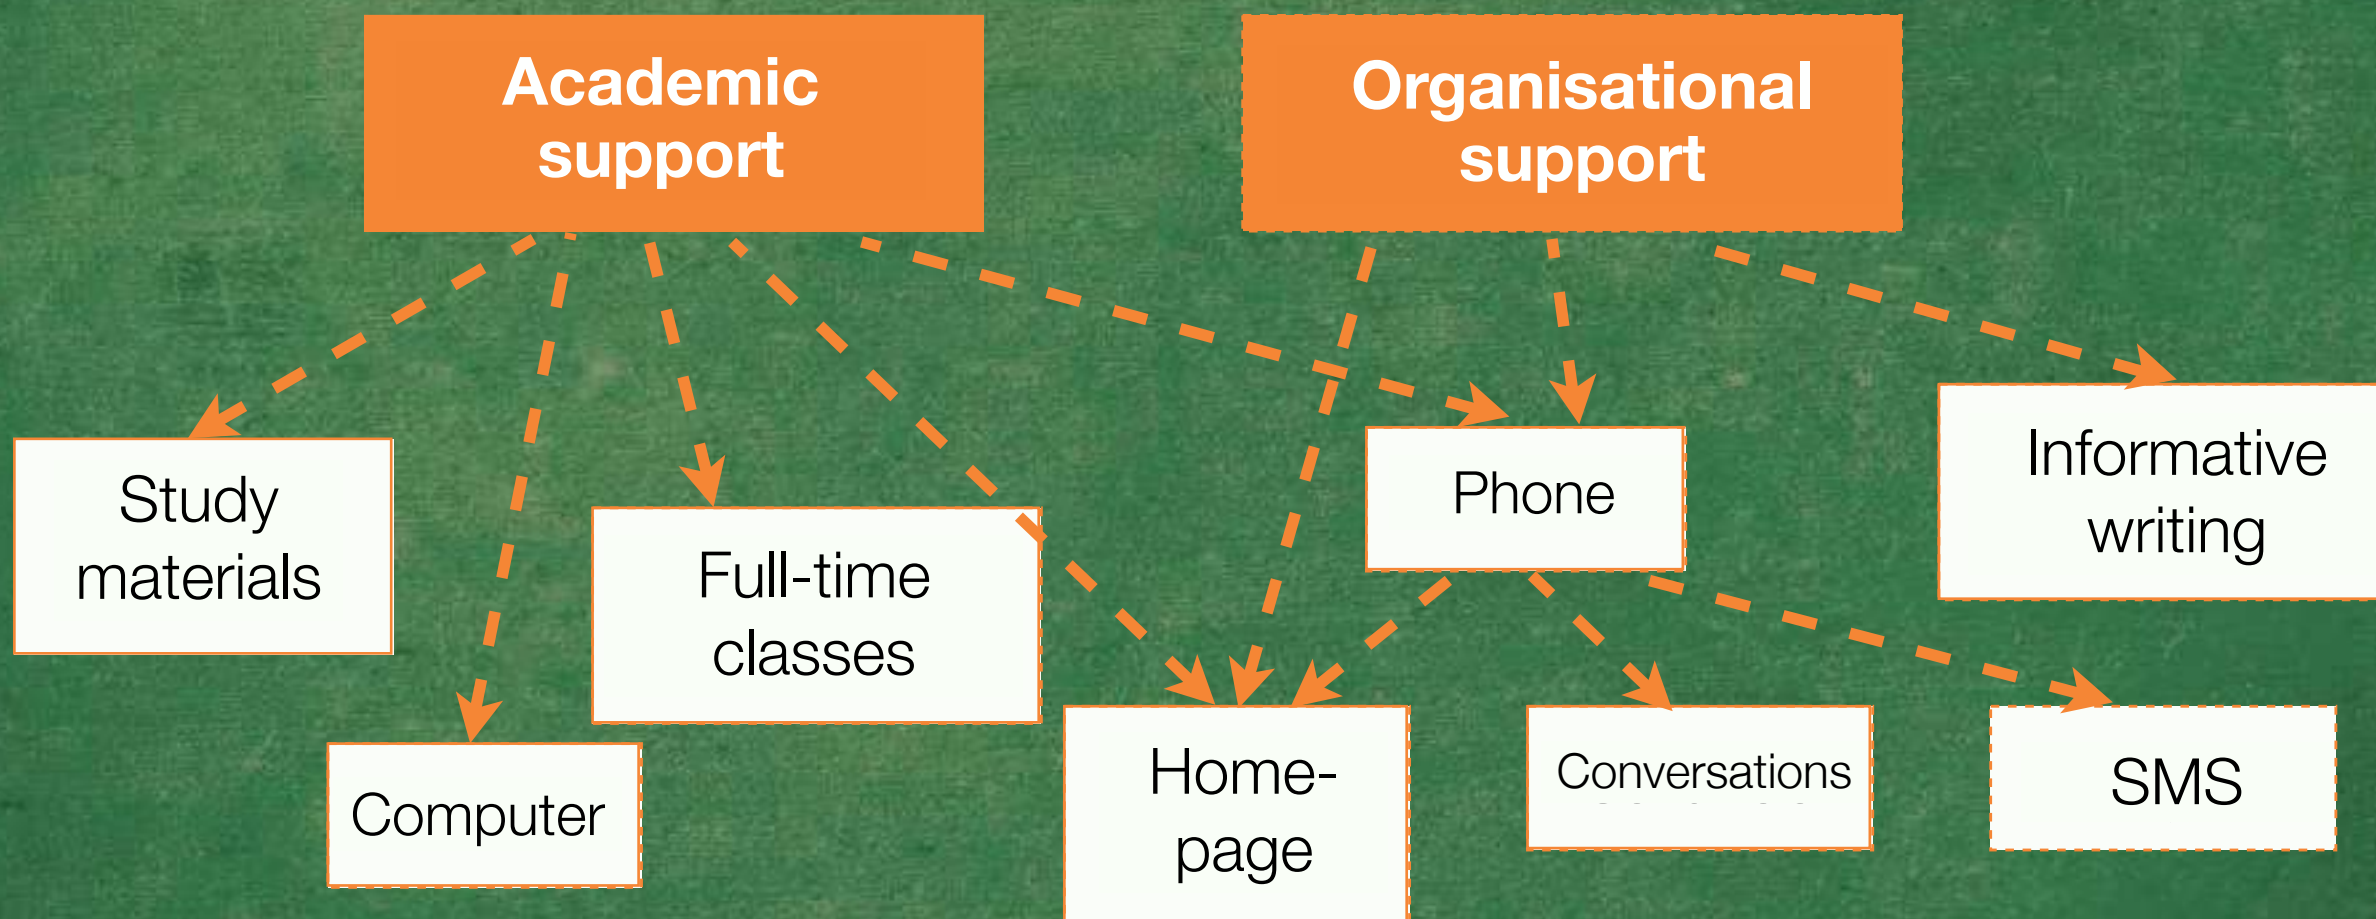 Academic
support
Organisational
support
Study
materials
Full-time
classes
Phone
Informative
writing
Computer
Home-
page
Conversations
SMS